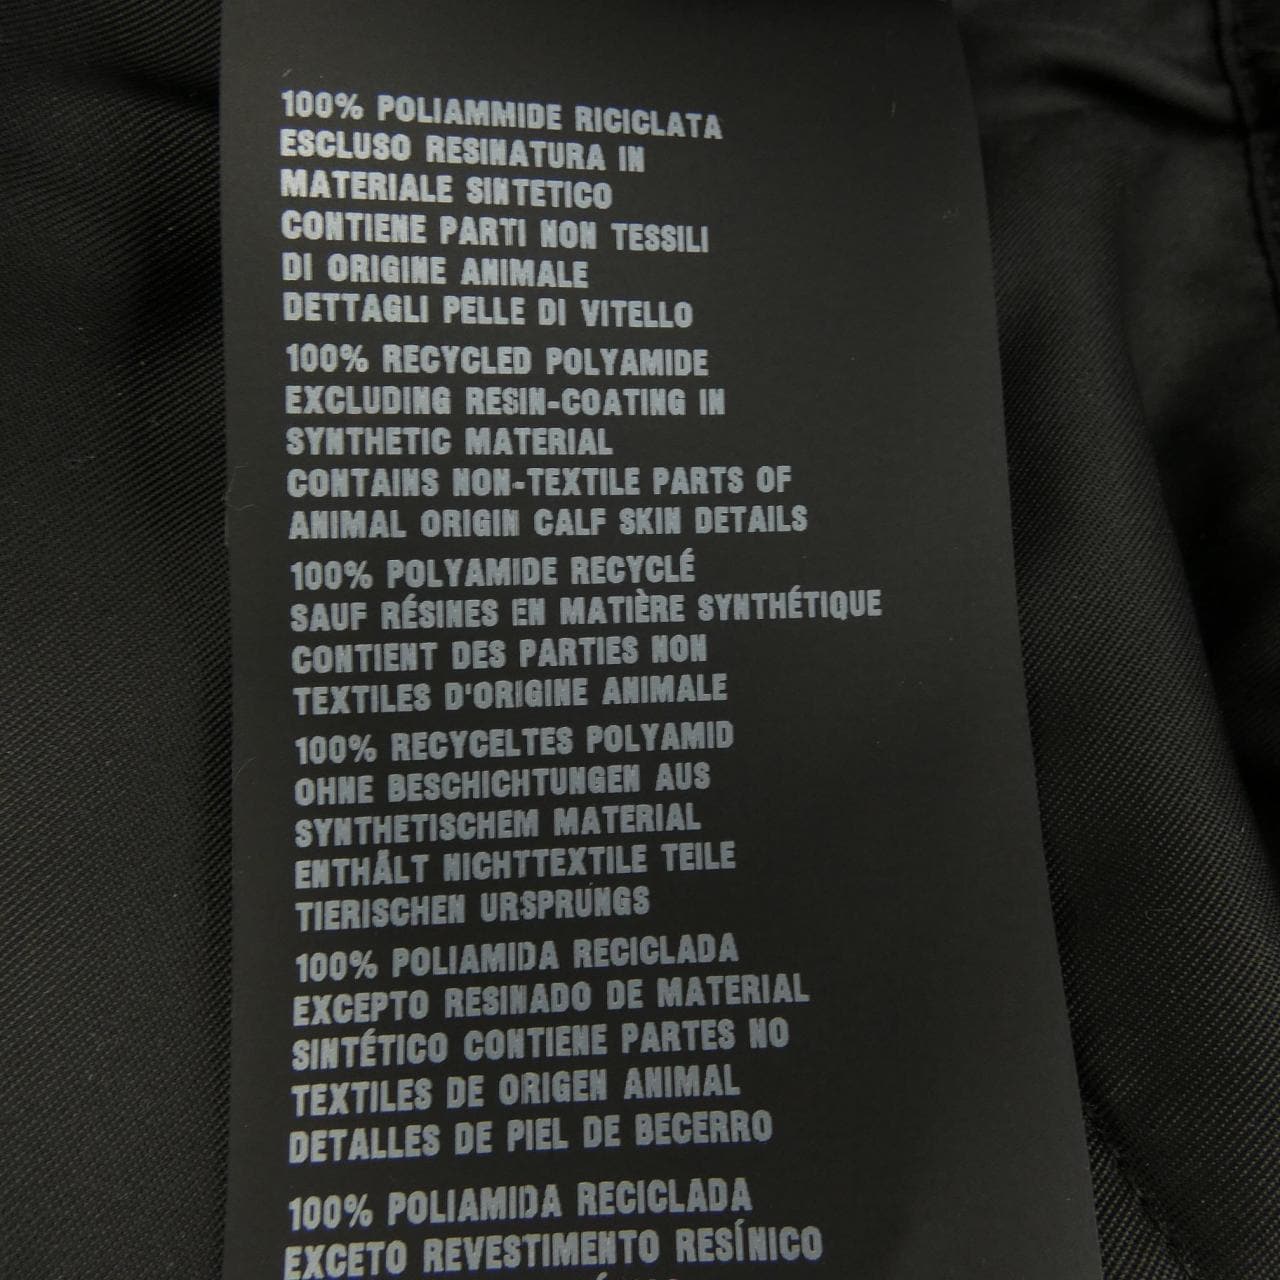 100% POLIAMMIDE RICICLATA
ESCLUSO RESINATURA IN
MATERIALE SINTETICO
CONTIENE PARTI NON TESSILI
DI ORIGINE ANIMALE
DETTAGLI PELLE DI VITELLO
100% RECYCLED POLYAMIDE
EXCLUDING RESIN-COATING IN
SYNTHETIC MATERIAL
CONTAINS NON-TEXTILE PARTS OF
ANIMAL ORIGIN CALF SKIN DETAILS
100% POLYAMIDE RECYCLÉ
SAUF RÉSINES EN MATIÈRE SYNTHÉTIQUE
CONTIENT DES PARTIES NON
TEXTILES D'ORIGINE ANIMALE
100% RECYCELTES POLYAMID
OHNE BESCHICHTUNGEN AUS
SYNTHETISCHEM MATERIAL
ENTHÄLT NICHTTEXTILE TEILE
TIERISCHEN URSPRUNGS
100% POLIAMIDA RECICLADA
EXCEPTO RESINADO DE MATERIAL
SINTÉTICO CONTIENE PARTES NO
TEXTILES DE ORIGEN ANIMAL
DETALLES DE PIEL DE BECERRO
100% POLIAMIDA RECICLADA
EXCETO REVESTIMENTO RESÍNICO